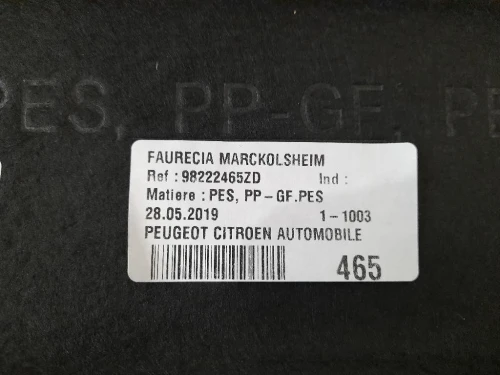 PES, PP-GF, P
FAURECIA MARCKOLSHEIM
Ref : 98222465ZD Ind :
Matiere : PES, PP-GF.PES
28.05.2019 1-1003
PEUGEOT CITROEN AUTOMOBILE
465